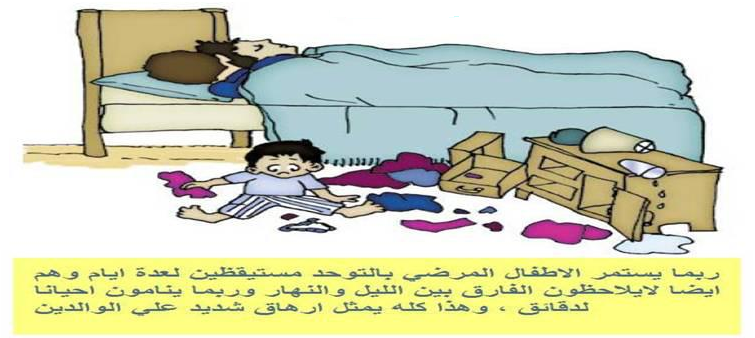 ربما يستمر الاطفال المرضي بالتوحد مستيقظين لعدة ايام وهم
ايضا لايلاحظون الفارق بين الليل والنهار وربما ينامون احيانا
لدقائق ، وهذا كله يمثل ارهاق شديد علي الوالدين